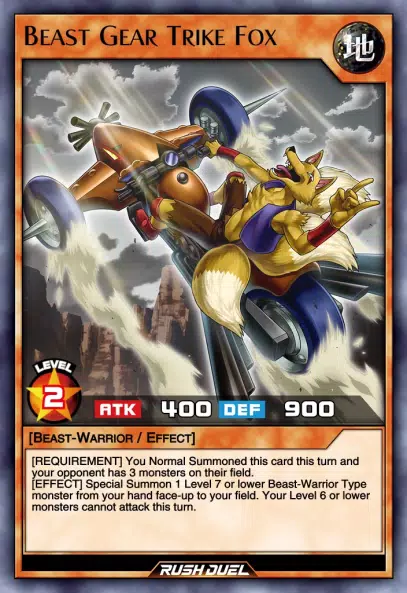 Beast Gear Trike Fox
地
LEVEL
2
ATK 400 DEF 900
[Beast-Warrior / Effect]
[REQUIREMENT] You Normal Summoned this card this turn and
your opponent has 3 monsters on their field.
[EFFECT] Special Summon 1 Level 7 or lower Beast-Warrior Type
monster from your hand face-up to your field. Your Level 6 or lower
monsters cannot attack this turn.
RUSH DUEL